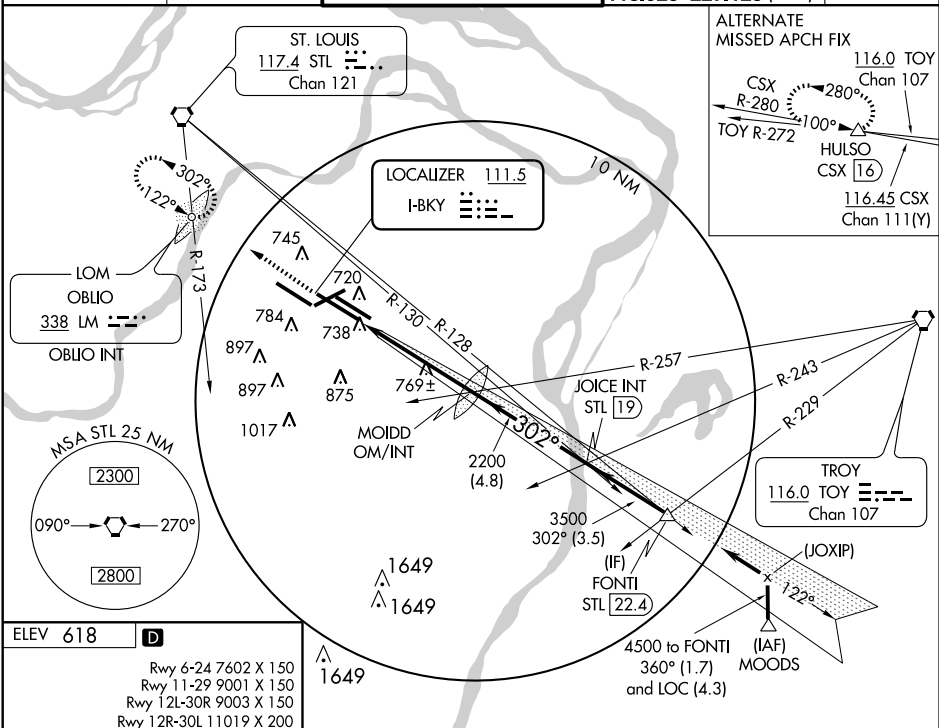 ST. LOUIS
117.4 STL
Chan 121
ALTERNATE
MISSED APCH FIX
116.0 TOY
Chan 107
CSX
R-280
280°
100°
TOY R-272
HULSO
CSX 16
116.45 CSX
Chan 111(Y)
10 NM
LOCALIZER 111.5
I-BKY
302°
122°
R-173
LOM
OBLIO
338 LM
OBLIO INT
745
720
784
738
897
897
875
769±
1017
R-130
R-128
R-257
R-243
R-229
JOICE INT
STL 19
MOIDD
OM/INT
302°
2200
(4.8)
3500
302° (3.5)
(IF)
FONTI
STL 22.4
TROY
116.0 TOY
Chan 107
(JOXIP)
122°
(IAF)
MOODS
4500 to FONTI
360° (1.7)
and LOC (4.3)
MSA STL 25 NM
2300
090°
270°
2800
1649
1649
1649
ELEV 618 D
Rwy 6-24 7602 X 150
Rwy 11-29 9001 X 150
Rwy 12L-30R 9003 X 150
Rwy 12R-30L 11019 X 200